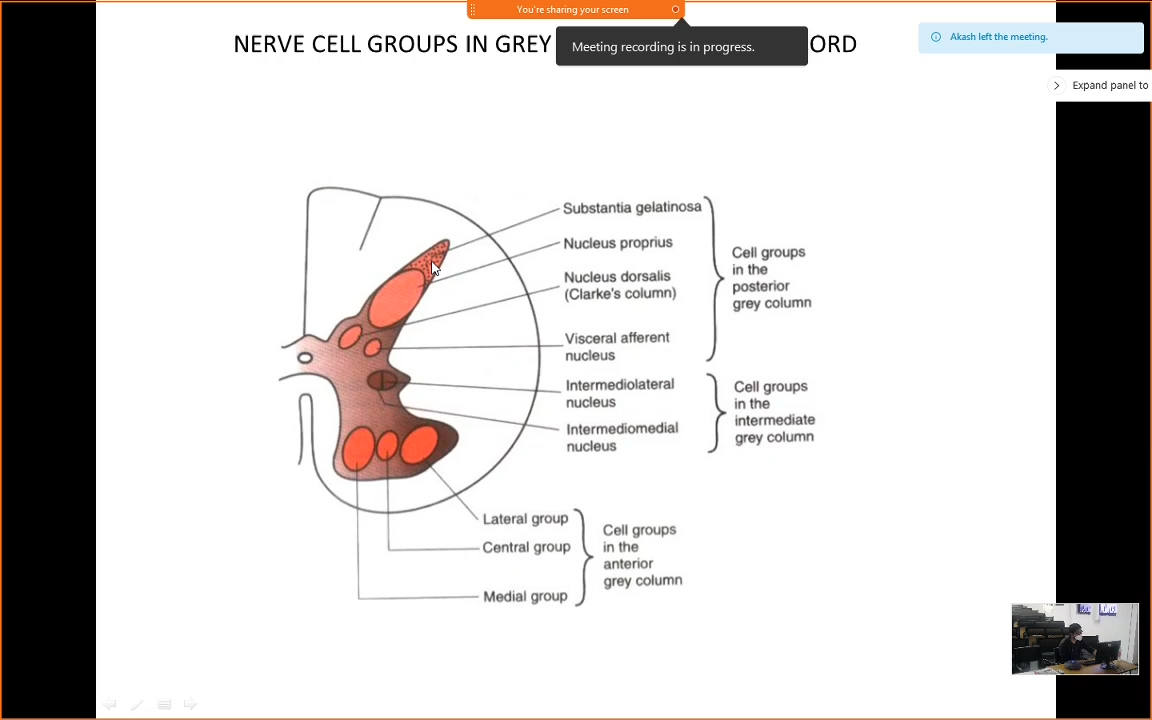 You're sharing your screen
NERVE CELL GROUPS IN GREY
ORD
Meeting recording is in progress.
Akash left the meeting.
Expand panel to
Substantia gelatinosa
Nucleus proprius
Nucleus dorsalis
(Clarke's column)
Visceral afferent
nucleus
Cell groups
in the
posterior
grey column
Intermediolateral
nucleus
Intermediomedial
nucleus
Cell groups
in the
intermediate
grey column
Lateral group
Central group
Medial group
Cell groups
in the
anterior
grey column